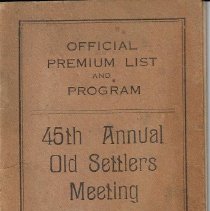 OFFICIAL
PREMIUM LIST
AND
PROGRAM
45th Annual
Old Settlers
Meeting